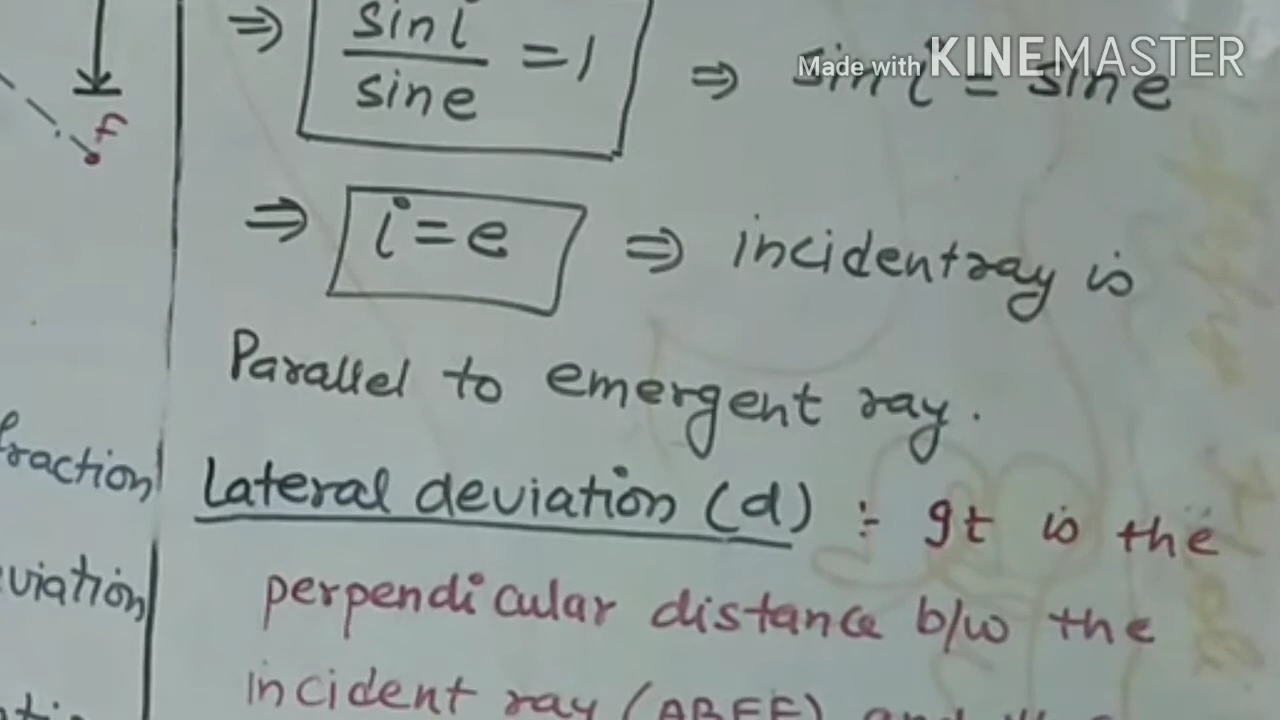 f
fraction
viation
⇒ sin i / sin e = 1 ⇒ sin i = sin e
Made with KINEMASTER
⇒ i = e ⇒ incident ray is
Parallel to emergent ray.
Lateral deviation (d) :- It is the
perpendicular distance b/w the
incident ray (